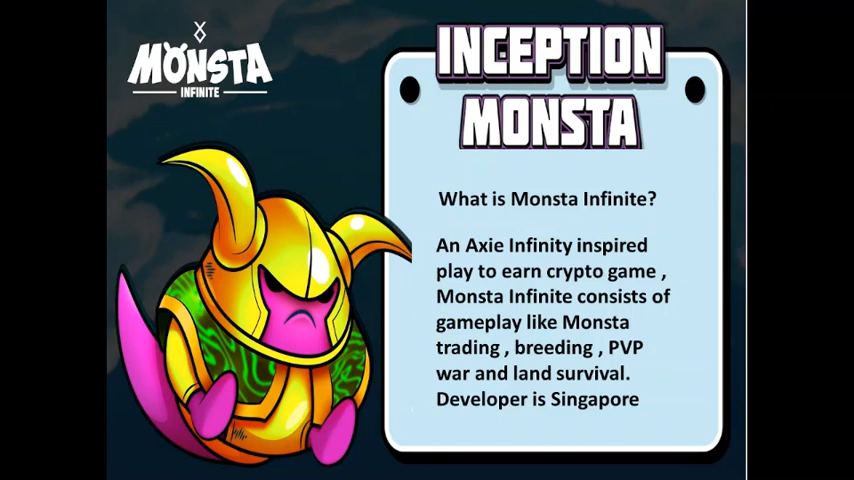 MONSTA
INFINITE
INCEPTION
MONSTA
What is Monsta Infinite?
An Axie Infinity inspired
play to earn crypto game ,
Monsta Infinite consists of
gameplay like Monsta
trading , breeding , PVP
war and land survival.
Developer is Singapore